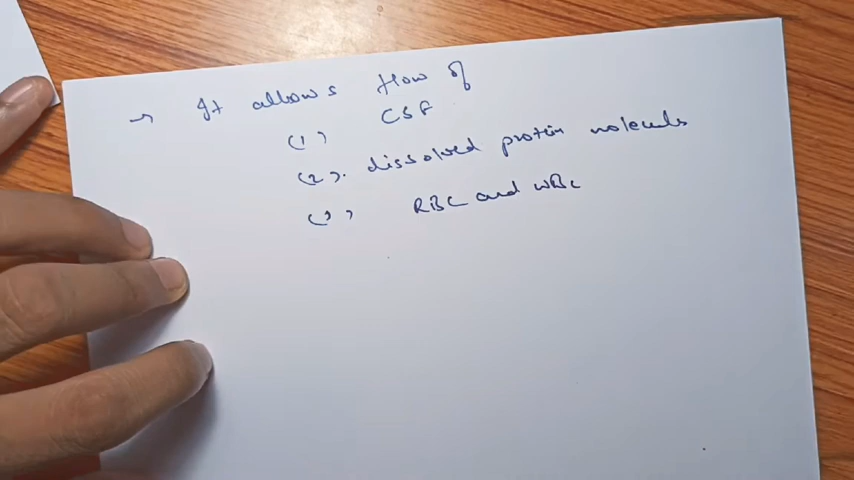 → It allows flow of
(1) CSF
(2). dissolved protein molecules
(3) RBC and WBC